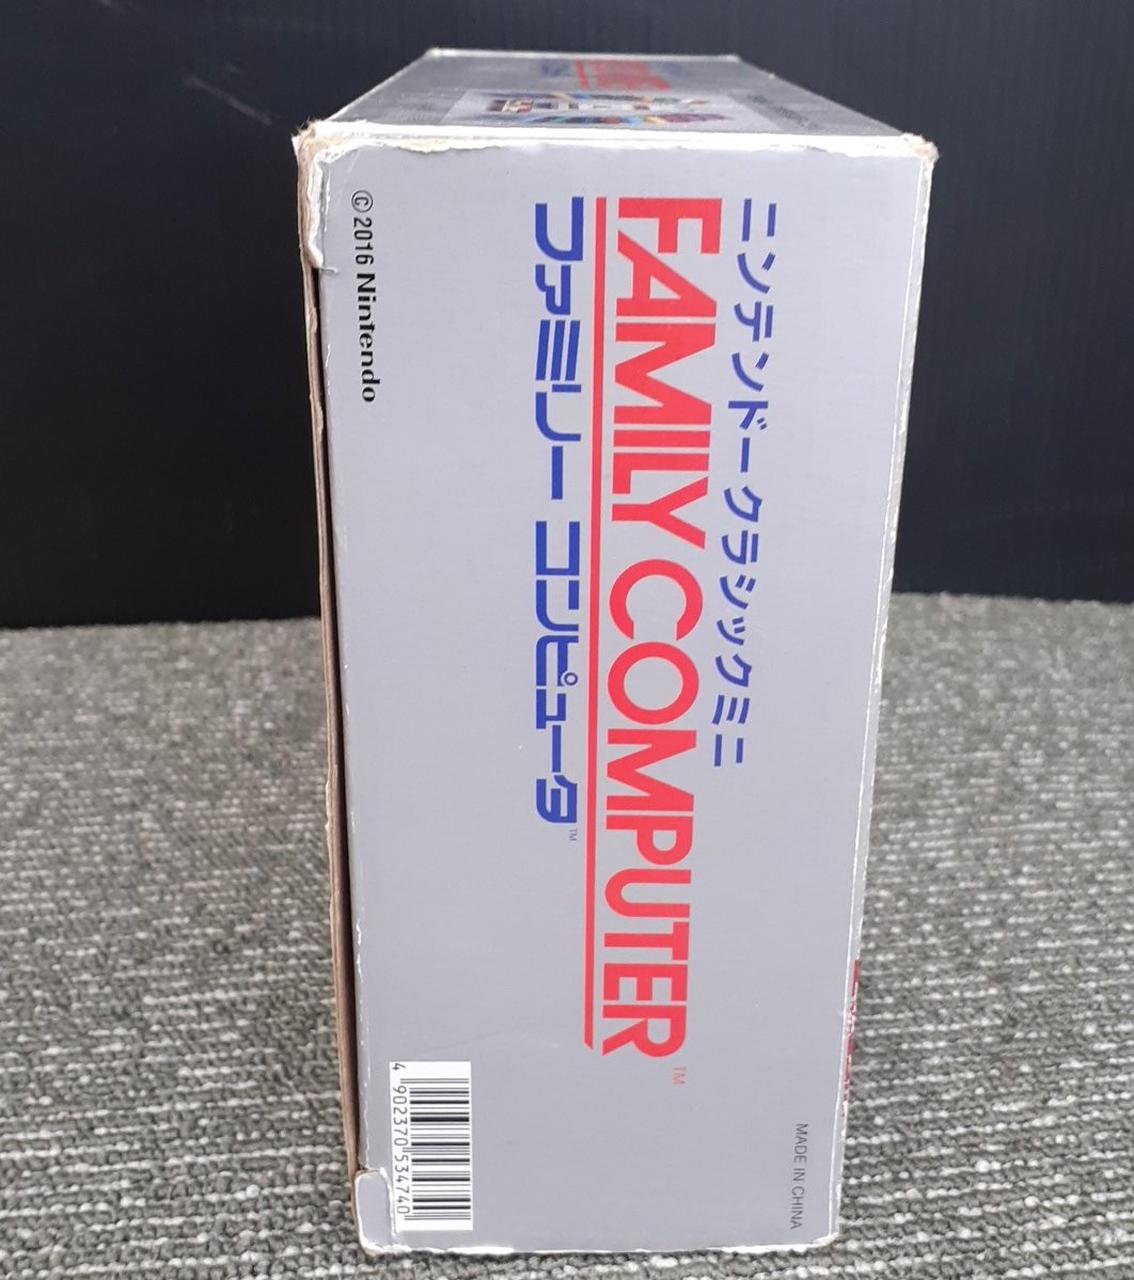 ニンテンドークラシックミニ
FAMILY COMPUTER™
ファミリー コンピュータ™
© 2016 Nintendo
MADE IN CHINA
4 902370 534740